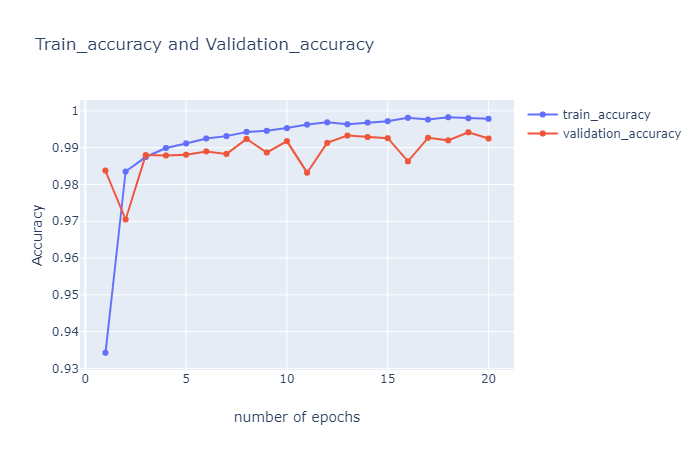 Train_accuracy and Validation_accuracy
train_accuracy
validation_accuracy
Accuracy
1
0.99
0.98
0.97
0.96
0.95
0.94
0.93
0 5 10 15 20
number of epochs